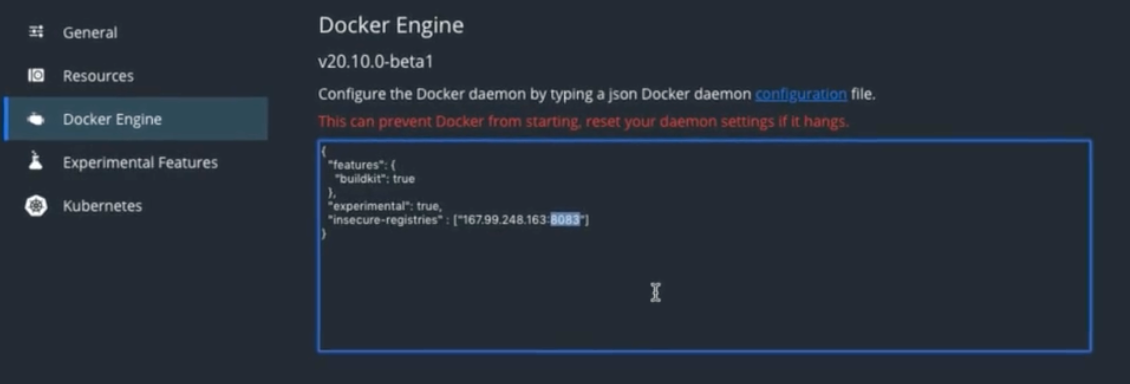 General
Resources
Docker Engine
Experimental Features
Kubernetes
Docker Engine
v20.10.0-beta1
Configure the Docker daemon by typing a json Docker daemon configuration file.
This can prevent Docker from starting, reset your daemon settings if it hangs.
{
"features": {
"buildkit": true
},
"experimental": true,
"insecure-registries" : ["167.99.248.163:8083"]
}